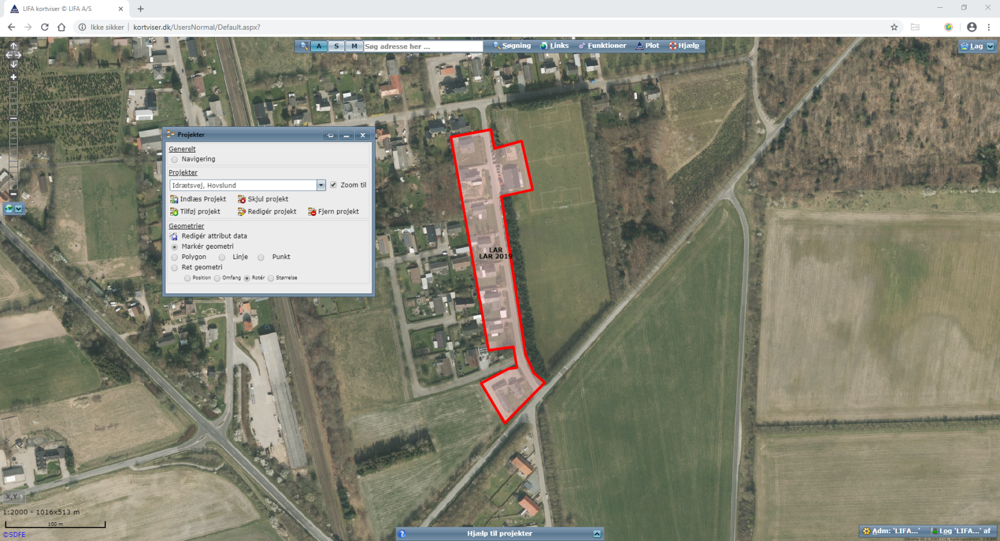 LIFA kortviser © LIFA A/S
Ikke sikker | kortviser.dk/UsersNormal/Default.aspx?
A S M Søg adresse her ... Søgning Links Funktioner Plot Hjælp
Lag
Projekter
Generelt
Navigering
Projekter
Idrætsvej, Hovslund Zoom til
Indlæs Projekt Skjul projekt
Tilføj projekt Redigér projekt Fjern projekt
Geometrier
Redigér attribut data
Markér geometri
Polygon Linje Punkt
Ret geometri
Position Omfang Rotér Størrelse
LAR
LAR 2019
X,Y
1:2000 - 1016x513 m
100 m
©SDFE
Hjælp til projekter
Adm: 'LIFA...' Log 'LIFA...' af